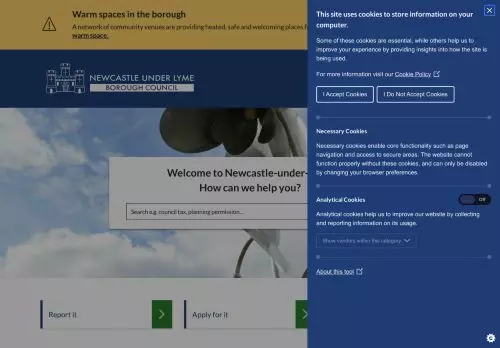 Warm spaces in the borough
A network of community venues are providing heated, safe and welcoming places f
warm space.
NEWCASTLE UNDER LYME
BOROUGH COUNCIL
Welcome to Newcastle-under-
How can we help you?
Search e.g. council tax, planning permission...
Report it
Apply for it
This site uses cookies to store information on your
computer.
Some of these cookies are essential, while others help us to
improve your experience by providing insights into how the site is
being used.
For more information visit our Cookie Policy
I Accept Cookies
I Do Not Accept Cookies
Necessary Cookies
Necessary cookies enable core functionality such as page
navigation and access to secure areas. The website cannot
function properly without these cookies, and can only be disabled
by changing your browser preferences.
Analytical Cookies
Off
Analytical cookies help us to improve our website by collecting
and reporting information on its usage.
Show vendors within this category
About this tool